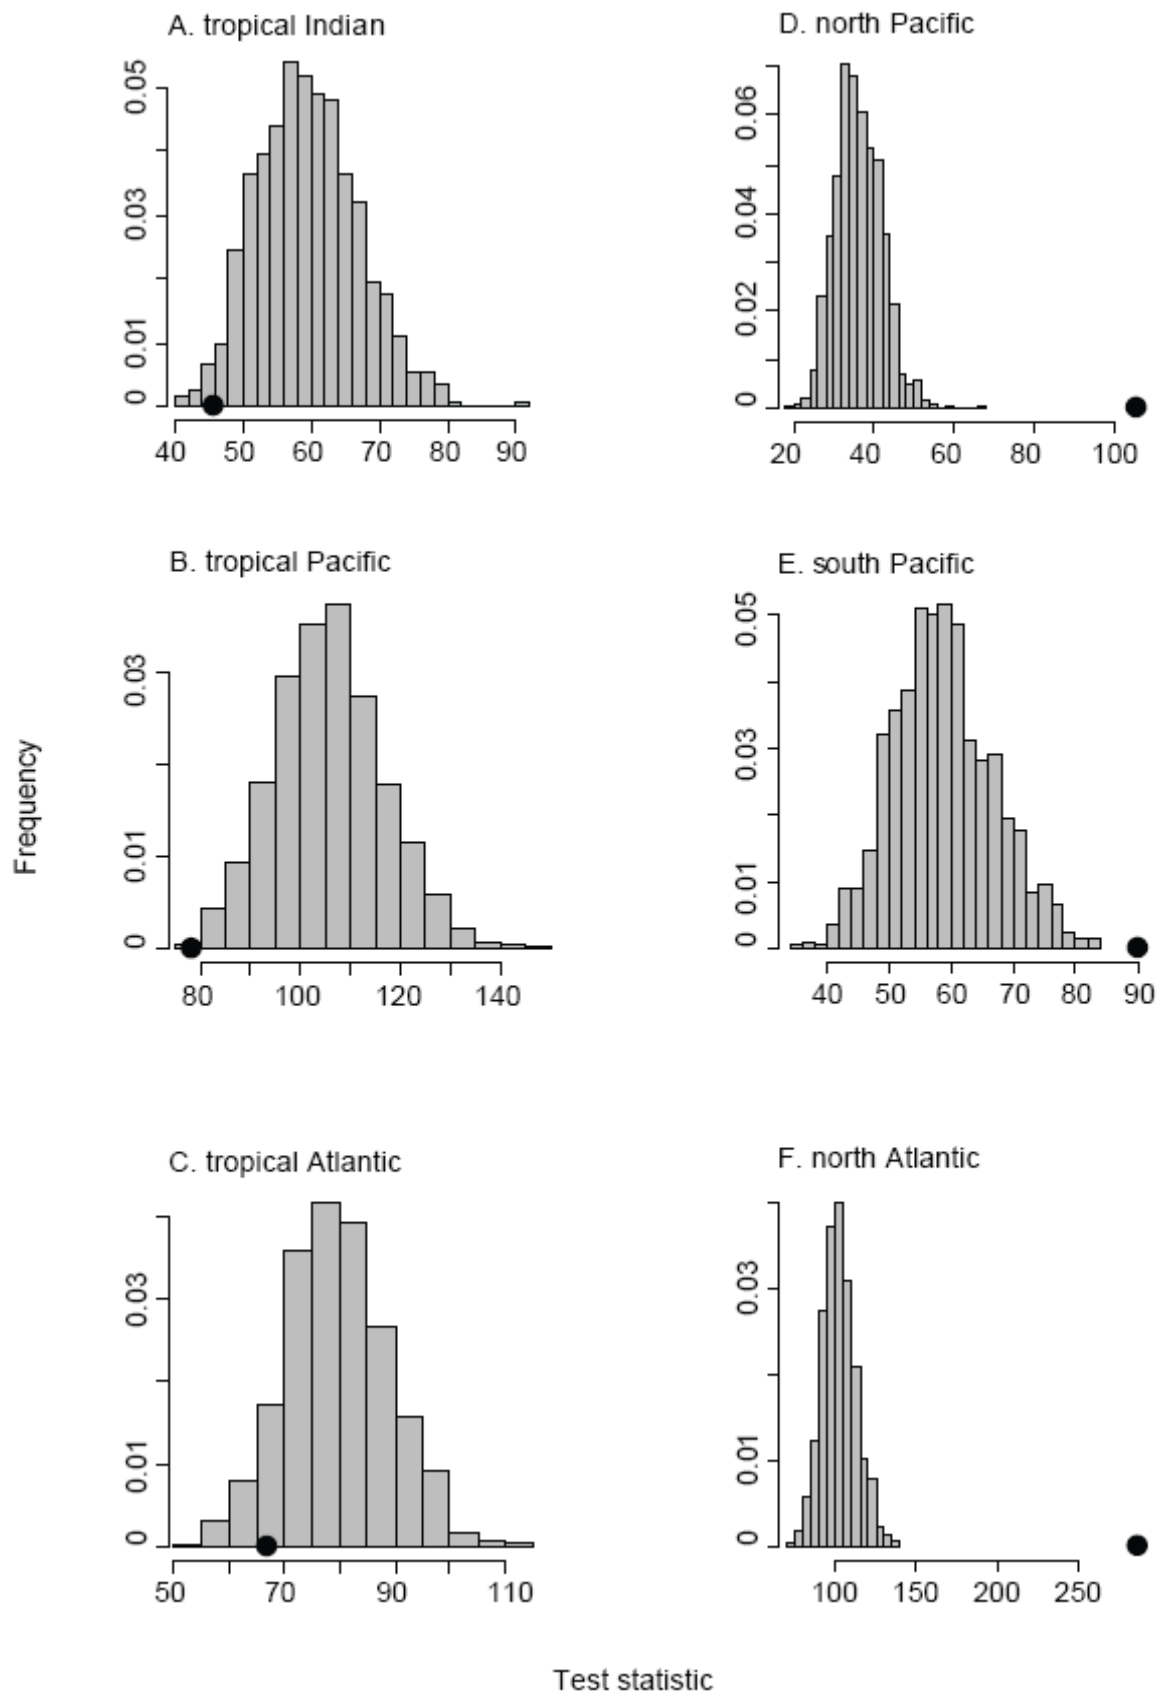 A. tropical Indian
0.05
0.03
0.01
0
40 50 60 70 80 90
D. north Pacific
0.06
0.04
0.02
0
20 40 60 80 100
B. tropical Pacific
0.03
0.01
0
80 100 120 140
E. south Pacific
0.05
0.03
0.01
0
40 50 60 70 80 90
Frequency
C. tropical Atlantic
0.03
0.01
0
50 70 90 110
F. north Atlantic
0.03
0.01
0
100 150 200 250
Test statistic